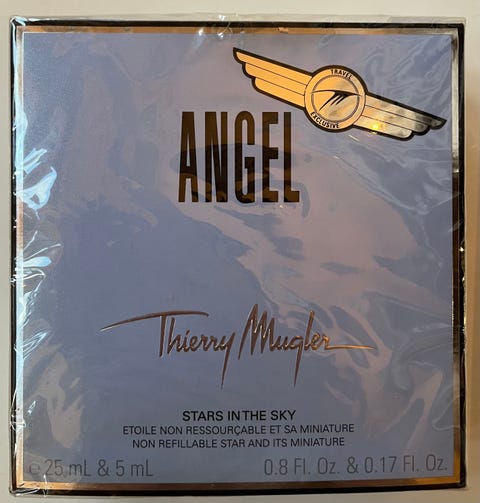 TRAVEL
EXCLUSIVE
ANGEL
Thierry Mugler
STARS IN THE SKY
ETOILE NON RESSOURÇABLE ET SA MINIATURE
NON REFILLABLE STAR AND ITS MINIATURE
e 25 mL & 5 mL 0.8 Fl. Oz. & 0.17 Fl. Oz.